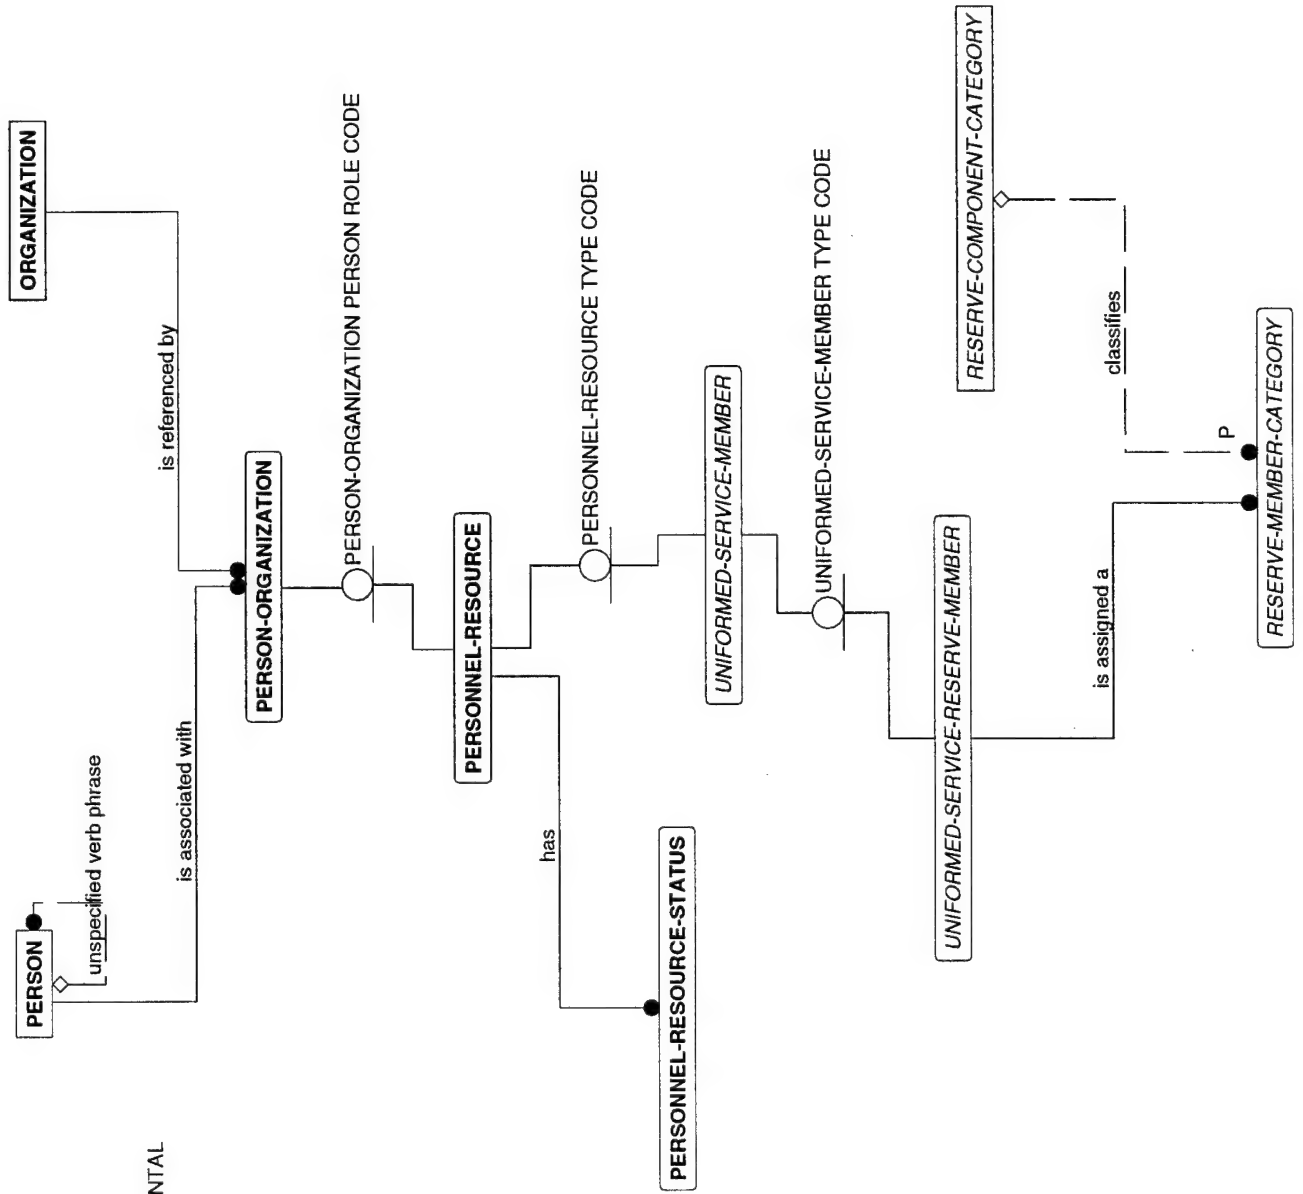 NTAL
PERSON
unspecified verb phrase
is associated with
ORGANIZATION
is referenced by
PERSON-ORGANIZATION
PERSON-ORGANIZATION PERSON ROLE CODE
PERSONNEL-RESOURCE
has
PERSONNEL-RESOURCE-STATUS
PERSONNEL-RESOURCE TYPE CODE
UNIFORMED-SERVICE-MEMBER
UNIFORMED-SERVICE-MEMBER TYPE CODE
UNIFORMED-SERVICE-RESERVE-MEMBER
is assigned a
RESERVE-COMPONENT-CATEGORY
classifies
P
RESERVE-MEMBER-CATEGORY